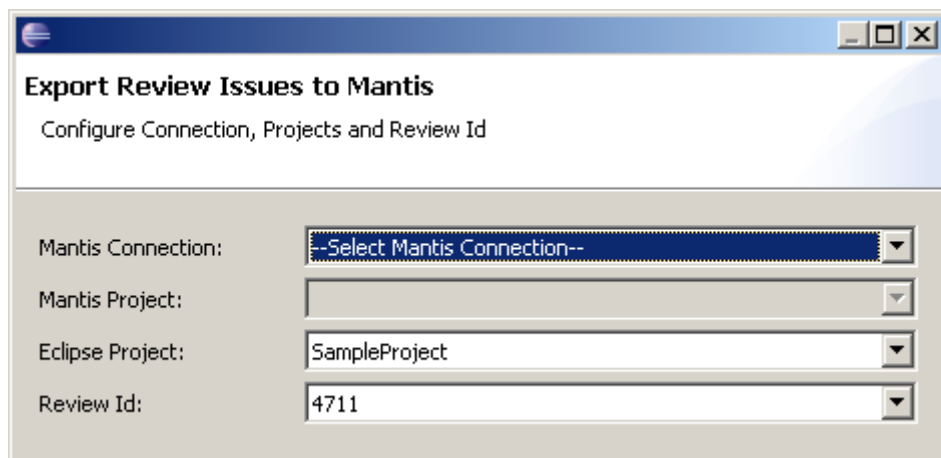 Export Review Issues to Mantis
Configure Connection, Projects and Review Id
Mantis Connection: --Select Mantis Connection--
Mantis Project:
Eclipse Project: SampleProject
Review Id: 4711